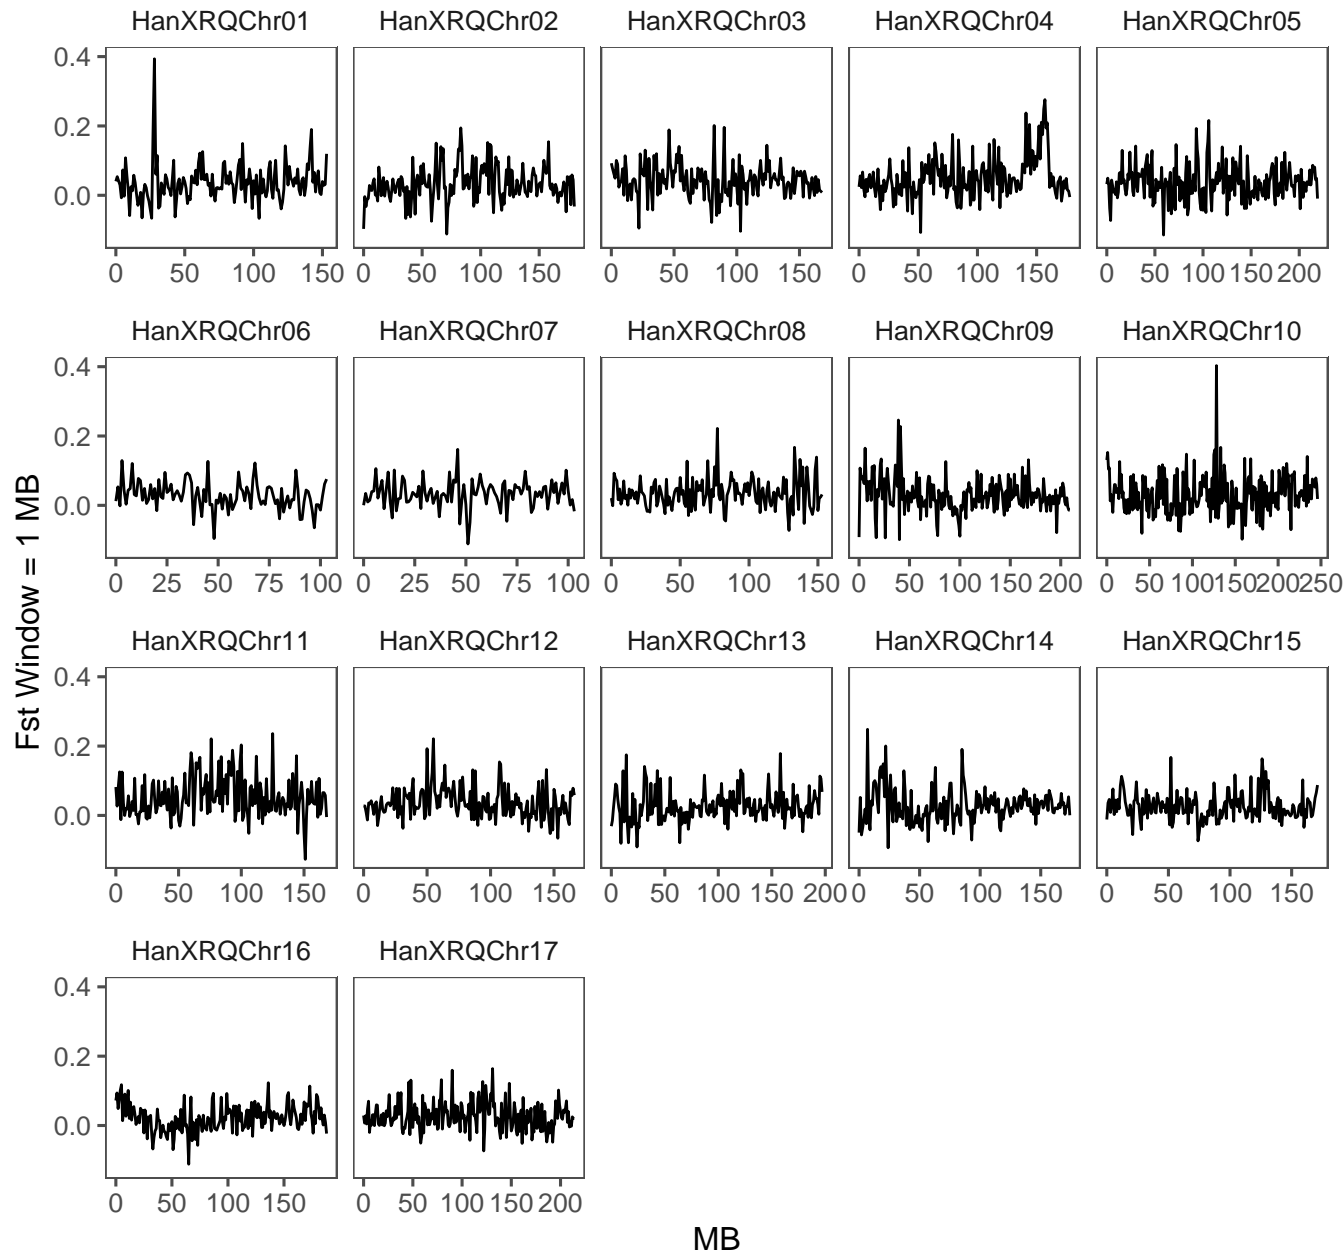 HanXRQChr01 HanXRQChr02 HanXRQChr03 HanXRQChr04 HanXRQChr05
0.4
0.2
0.0
0 50 100 150 0 50 100 150 0 50 100 150 0 50 100 150 0 50 100 150 200
HanXRQChr06 HanXRQChr07 HanXRQChr08 HanXRQChr09 HanXRQChr10
0.4
0.2
0.0
0 25 50 75 100 0 25 50 75 100 0 50 100 150 0 50 100 150 200 0 50 100 150 200 250
Fst Window = 1 MB
HanXRQChr11 HanXRQChr12 HanXRQChr13 HanXRQChr14 HanXRQChr15
0.4
0.2
0.0
0 50 100 150 0 50 100 150 0 50 100 150 200 0 50 100 150 0 50 100 150
HanXRQChr16 HanXRQChr17
0.4
0.2
0.0
0 50 100 150 0 50 100 150 200
MB